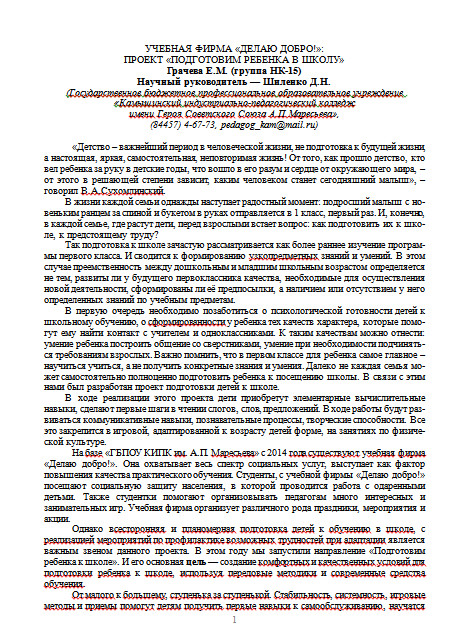 УЧЕБНАЯ ФИРМА «ДЕЛАЮ ДОБРО!»:
ПРОЕКТ «ПОДГОТОВИМ РЕБЕНКА В ШКОЛУ»
Грачева Е.М. (группа НК-15)
Научный руководитель — Шиленко Д.Н.
(Государственное бюджетное профессиональное образовательное учреждение
«Камышинский индустриально-педагогический колледж
имени Героя Советского Союза А.П.Маресьева»,
(84457) 4-67-73, pedagog_kam@mail.ru)
«Детство – важнейший период в человеческой жизни, не подготовка к будущей жизни,
а настоящая, яркая, самостоятельная, неповторимая жизнь! От того, как прошло детство, кто
вел ребенка за руку в детские годы, что вошло в его разум и сердце от окружающего мира, –
от этого в решающей степени зависит, каким человеком станет сегодняшний малыш», –
говорил В.А.Сухомлинский.
В жизни каждой семьи однажды наступает радостный момент: подросший малыш с но-
веньким ранцем за спиной и букетом в руках отправляется в 1 класс, первый раз. И, конечно,
в каждой семье, где растут дети, перед взрослыми встает вопрос: как подготовить их к шко-
ле, к предстоящему труду?
Так подготовка к школе зачастую рассматривается как более раннее изучение програм-
мы первого класса. И сводится к формированию узкопредметных знаний и умений. В этом
случае преемственность между дошкольным и младшим школьным возрастом определяется
не тем, развиты ли у будущего первоклассника качества, необходимые для осуществления
новой деятельности, сформированы ли её предпосылки, а наличием или отсутствием у него
определенных знаний по учебным предметам.
В первую очередь необходимо позаботиться о психологической готовности детей к
школьному обучению, о сформированности у ребенка тех качеств характера, которые помо-
гут ему найти контакт с учителем и одноклассниками. К таким качествам можно отнести:
умение ребенка построить общение со сверстниками, умение при необходимости подчинять-
ся требованиям взрослых. Важно помнить, что в первом классе для ребенка самое главное –
научиться учиться, а не получить конкретные знания и умения. Далеко не каждая семья мо-
жет самостоятельно полноценно подготовить ребенка к посещению школы. В связи с этим
нами был разработан проект подготовки детей к школе.
В ходе реализации этого проекта дети приобретут элементарные вычислительные
навыки, сделают первые шаги в чтении слогов, слов, предложений. В ходе работы будут раз-
виваться коммуникативные навыки, познавательные процессы, творческие способности. Все
это закрепится в игровой, адаптированной к возрасту детей форме, на занятиях по физиче-
ской культуре.
На базе «ГБПОУ КИПК им. А.П. Маресьева» с 2014 года существуют учебная фирма
«Делаю добро!». Она охватывает весь спектр социальных услуг, выступает как фактор
повышения качества практического обучения. Студенты, с учебной фирмы «Делаю добро!»
посещают социальную защиту населения, в которой проводится работа с одаренными
детьми. Также студенты помогают организовывать педагогам много интересных и
занимательных игр. Учебная фирма организует различного рода праздники, мероприятия и
акции.
Однако всесторонняя и планомерная подготовка детей к обучению в школе, с
реализацией мероприятий по профилактике возможных трудностей при адаптации является
важным звеном данного проекта. В этом году мы запустили направление «Подготовим
ребенка к школе». И его основная цель — создание комфортных и качественных условий для
подготовки ребенка к школе, используя передовые методики и современные средства
обучения.
От малого к большему, ступенька за ступенькой. Стабильность, системность, игровые
методы и приемы помогут детям получить первые навыки к самообслуживанию, научатся
1